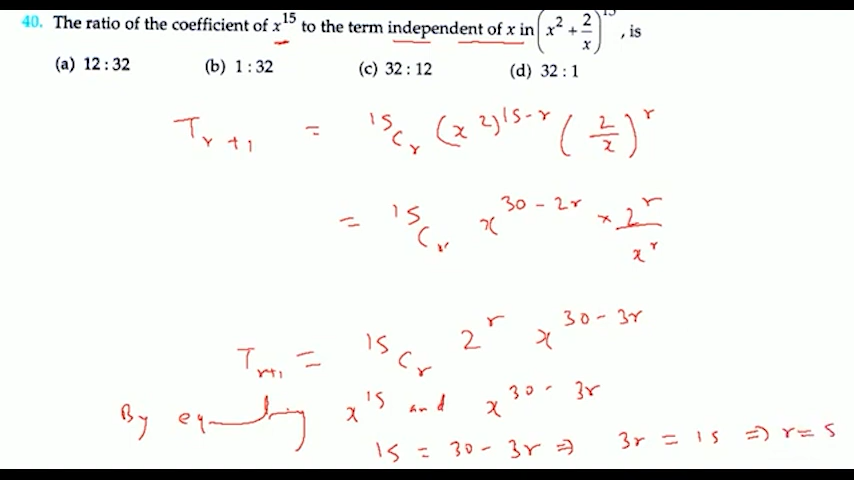 40. The ratio of the coefficient of x^15 to the term independent of x in (x^2 + 2/x)^15, is
(a) 12 : 32 (b) 1 : 32 (c) 32 : 12 (d) 32 : 1
T_{r+1} = ^15C_r (x^2)^{15-r} (2/x)^r
= ^15C_r x^{30-2r} × 2^r/x^r
T_{r+1} = ^15C_r 2^r x^{30-3r}
By equating x^15 and x^{30-3r}
15 = 30 - 3r ⇒ 3r = 15 ⇒ r = 5